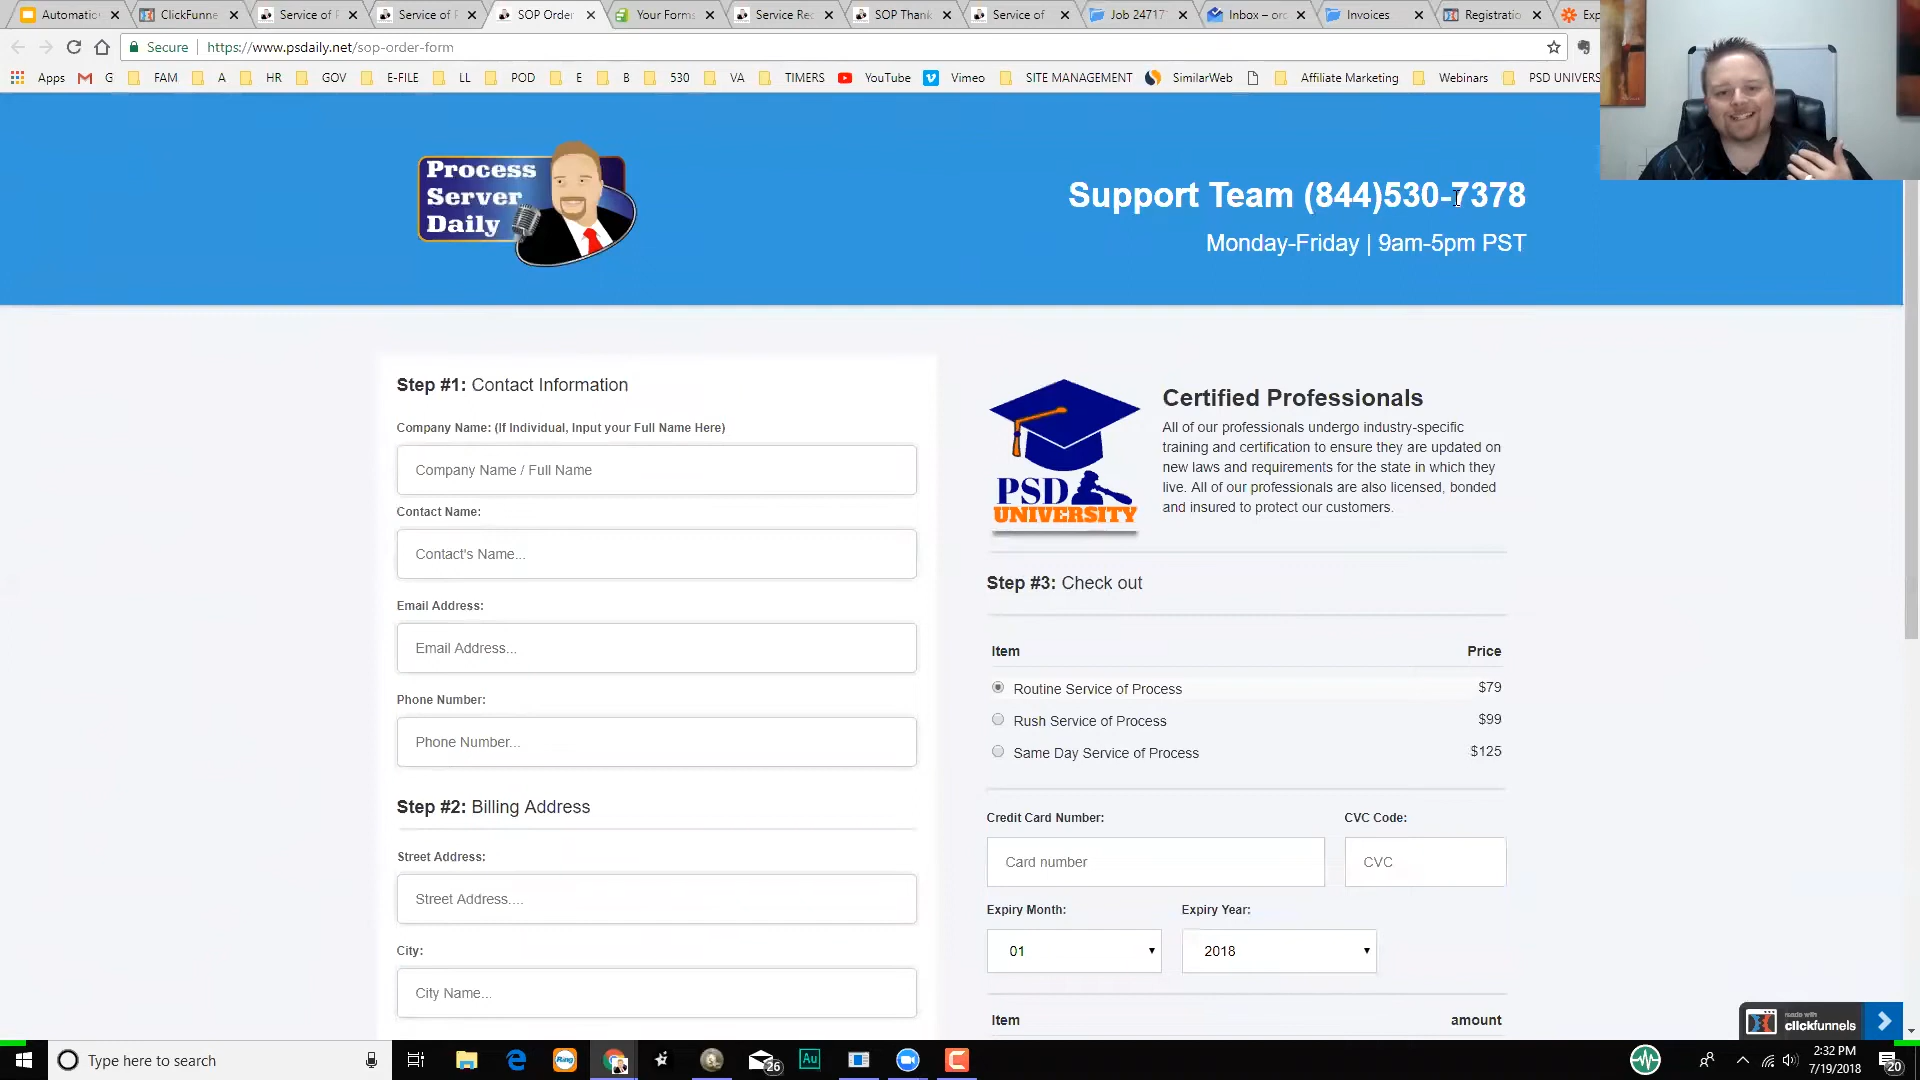 Automatio
ClickFunne
Service of P
Service of P
SOP Order
Your Forms
Service Rec
SOP Thank
Service of
Job 24717
Inbox – orc
Invoices
Registratio
Exp
Secure
https://www.psdaily.net/sop-order-form
Apps
G
FAM
A
HR
GOV
E-FILE
LL
POD
E
B
530
VA
TIMERS
YouTube
Vimeo
SITE MANAGEMENT
SimilarWeb
Affiliate Marketing
Webinars
PSD UNIVERS
Process
Server
Daily
Support Team (844)530-7378
Monday-Friday | 9am-5pm PST
Step #1: Contact Information
Company Name: (If Individual, Input your Full Name Here)
Company Name / Full Name
Contact Name:
Contact's Name...
Email Address:
Email Address...
Phone Number:
Phone Number...
Step #2: Billing Address
Street Address:
Street Address....
City:
City Name...
PSD
UNIVERSITY
Certified Professionals
All of our professionals undergo industry-specific
training and certification to ensure they are updated on
new laws and requirements for the state in which they
live. All of our professionals are also licensed, bonded
and insured to protect our customers.
Step #3: Check out
Item Price
Routine Service of Process $79
Rush Service of Process $99
Same Day Service of Process $125
Credit Card Number:
CVC Code:
Card number
CVC
Expiry Month:
Expiry Year:
01
2018
Item amount
made with
clickfunnels
Type here to search
Ring
26
Au
2:32 PM
7/19/2018
20